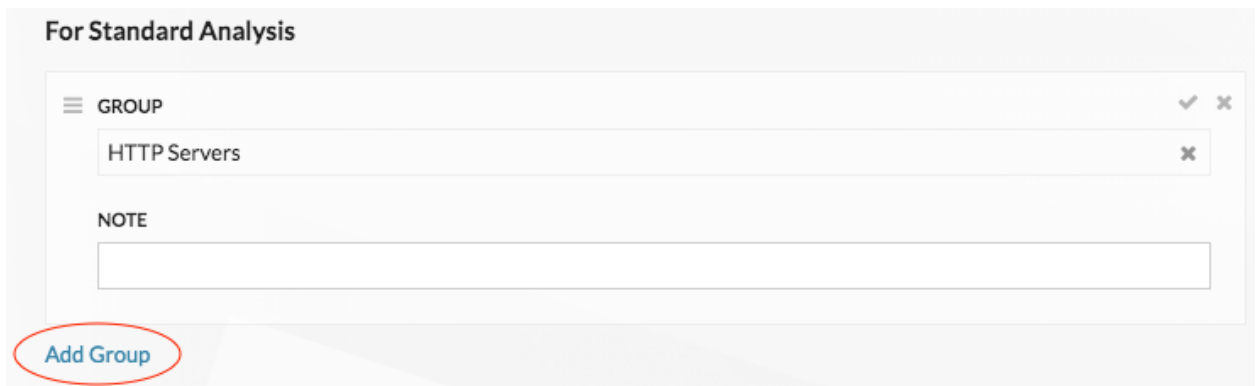 For Standard Analysis
GROUP
HTTP Servers
NOTE
Add Group